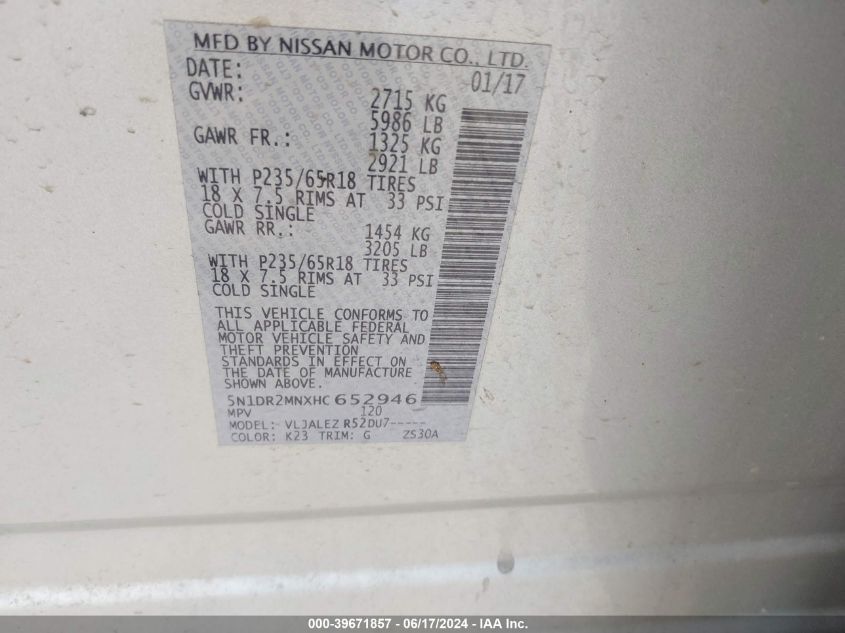 MFD BY NISSAN MOTOR CO., LTD.
DATE: 01/17
GVWR: 2715 KG
5986 LB
GAWR FR.: 1325 KG
2921 LB
WITH P235/65R18 TIRES
18 X 7.5 RIMS AT 33 PSI
COLD SINGLE
GAWR RR.: 1454 KG
3205 LB
WITH P235/65R18 TIRES
18 X 7.5 RIMS AT 33 PSI
COLD SINGLE
THIS VEHICLE CONFORMS TO
ALL APPLICABLE FEDERAL
MOTOR VEHICLE SAFETY AND
THEFT PREVENTION
STANDARDS IN EFFECT ON
THE DATE OF MANUFACTURE
SHOWN ABOVE.
5N1DR2MNXHC 652946
MPV 120
MODEL: VLJALEZ R52DU7-----
COLOR: K23 TRIM: G ZS30A
000-39671857 - 06/17/2024 - IAA Inc.